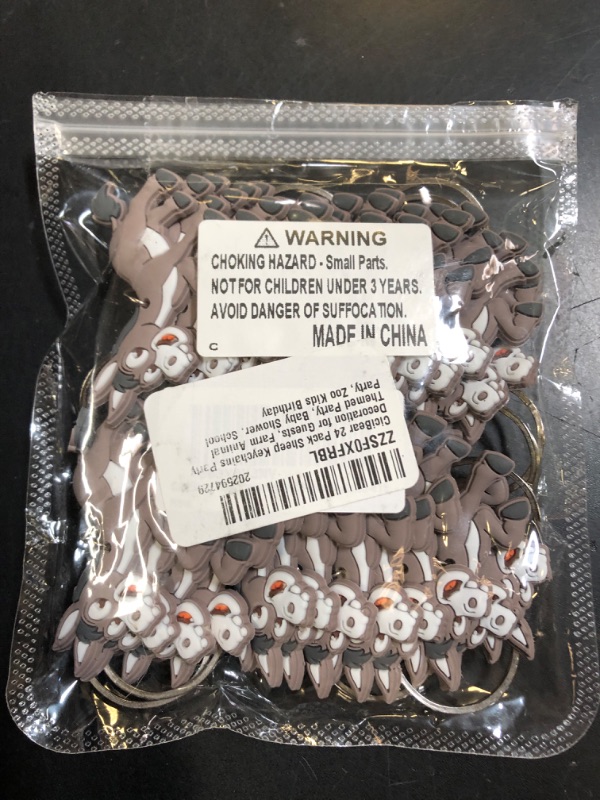 ⚠ WARNING
CHOKING HAZARD - Small Parts.
NOT FOR CHILDREN UNDER 3 YEARS.
AVOID DANGER OF SUFFOCATION.
MADE IN CHINA
C
202594729
ZZSF0XFRBL
Cicibear 24 Pack Sheep Keychains Party
Decoration for Guests, Farm Animal
Themed Party, Baby Shower, School
Party, Zoo Kids Birthday